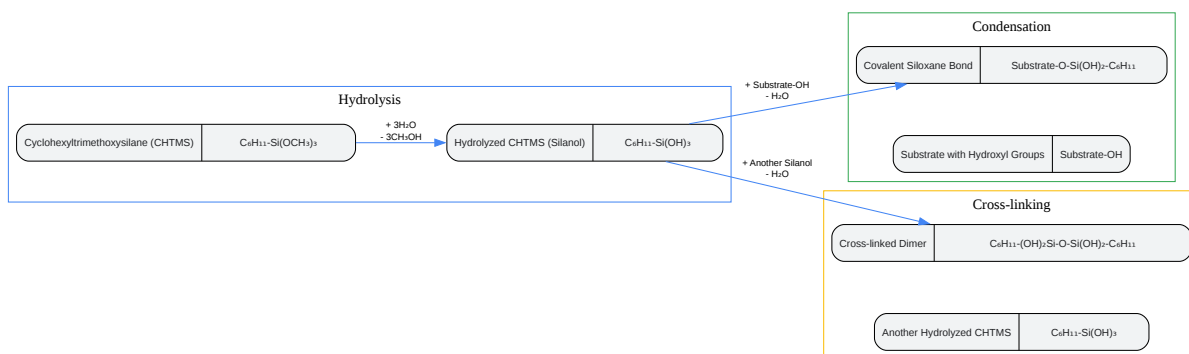 Hydrolysis
Cyclohexyltrimethoxysilane (CHTMS)
C₆H₁₁-Si(OCH₃)₃
+ 3H₂O
- 3CH₃OH
Hydrolyzed CHTMS (Silanol)
C₆H₁₁-Si(OH)₃
+ Substrate-OH
- H₂O
+ Another Silanol
- H₂O
Condensation
Covalent Siloxane Bond
Substrate-O-Si(OH)₂-C₆H₁₁
Substrate with Hydroxyl Groups
Substrate-OH
Cross-linking
Cross-linked Dimer
C₆H₁₁-(OH)₂Si-O-Si(OH)₂-C₆H₁₁
Another Hydrolyzed CHTMS
C₆H₁₁-Si(OH)₃